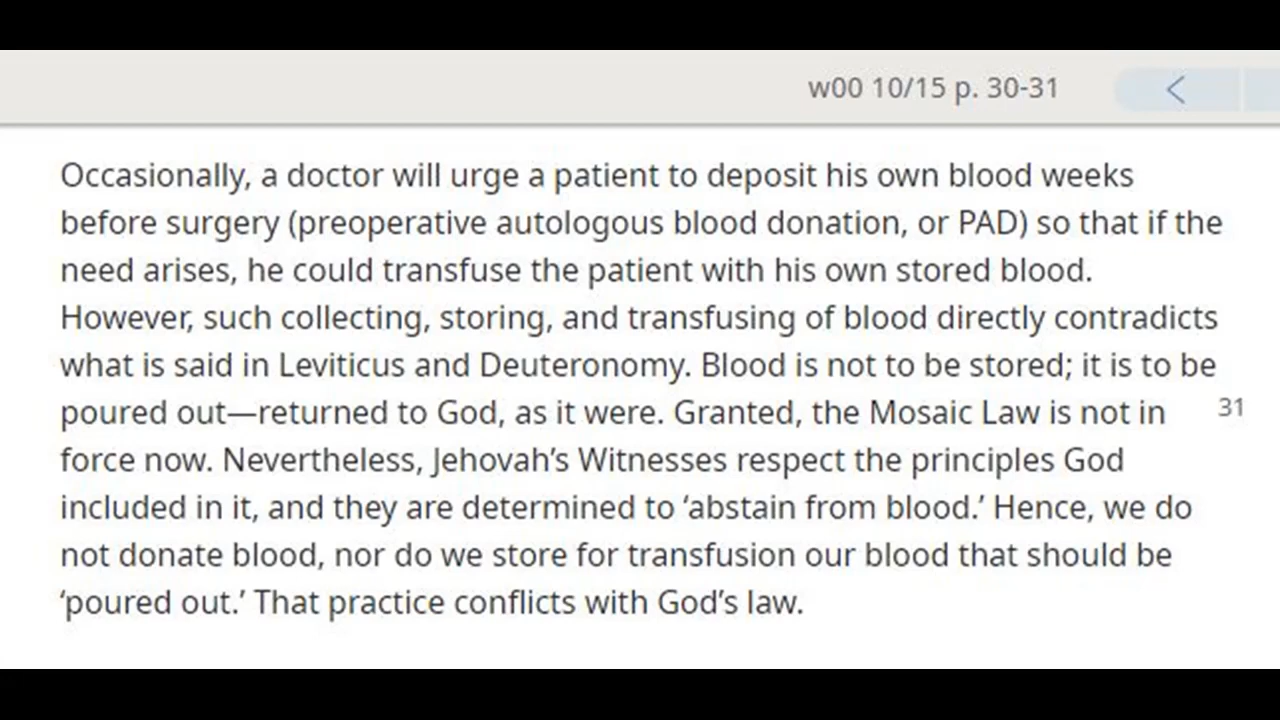 w00 10/15 p. 30-31
Occasionally, a doctor will urge a patient to deposit his own blood weeks
before surgery (preoperative autologous blood donation, or PAD) so that if the
need arises, he could transfuse the patient with his own stored blood.
However, such collecting, storing, and transfusing of blood directly contradicts
what is said in Leviticus and Deuteronomy. Blood is not to be stored; it is to be
poured out—returned to God, as it were. Granted, the Mosaic Law is not in
31
force now. Nevertheless, Jehovah’s Witnesses respect the principles God
included in it, and they are determined to ‘abstain from blood.’ Hence, we do
not donate blood, nor do we store for transfusion our blood that should be
‘poured out.’ That practice conflicts with God’s law.